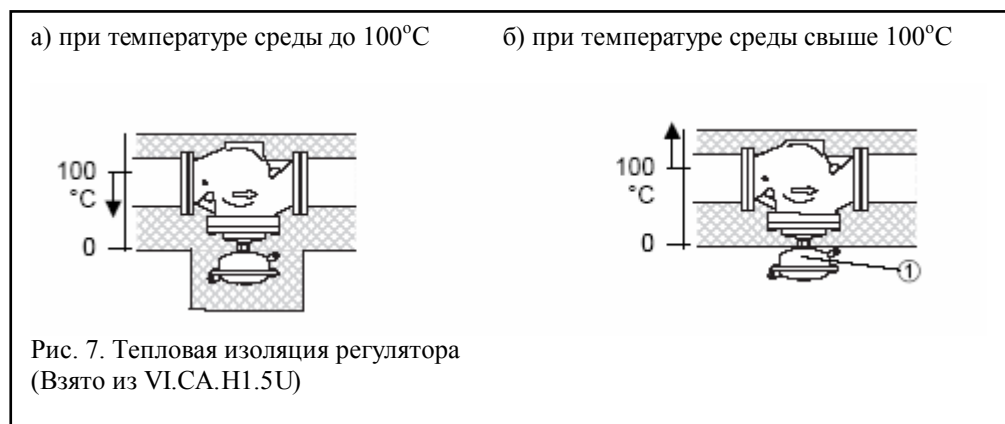 а) при температуре среды до 100°С
б) при температуре среды свыше 100°С
100
°C
0
100
°C
0
1
Рис. 7. Тепловая изоляция регулятора
(Взято из VI.CA.H1.5U)